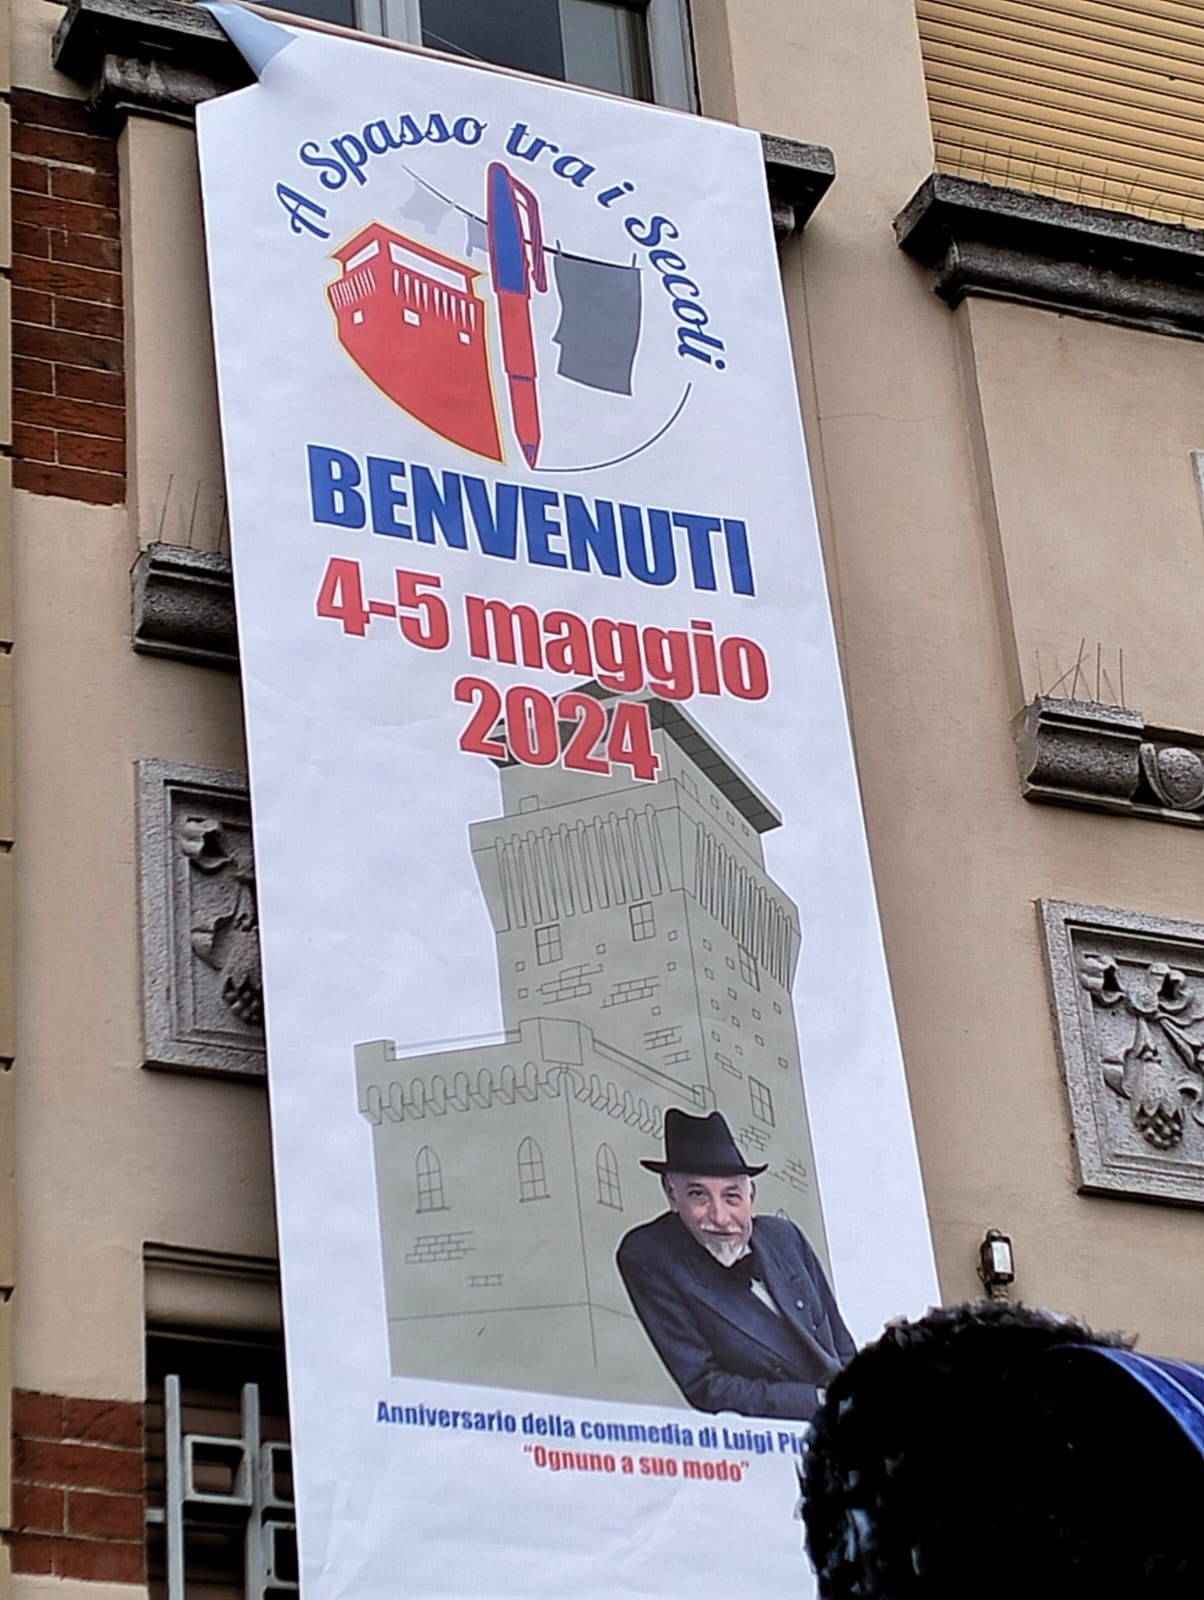 A Spasso tra i Secoli
BENVENUTI
4-5 maggio
2024
Anniversario della commedia di Luigi
"Ognuno a suo modo"